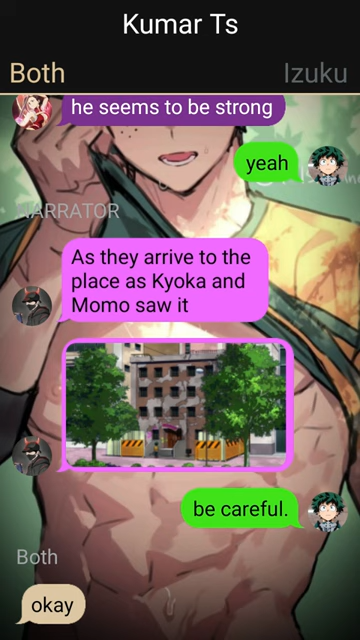 Kumar Ts
Both
Izuku
he seems to be strong
yeah
NARRATOR
As they arrive to the
place as Kyoka and
Momo saw it
be careful.
Both
okay